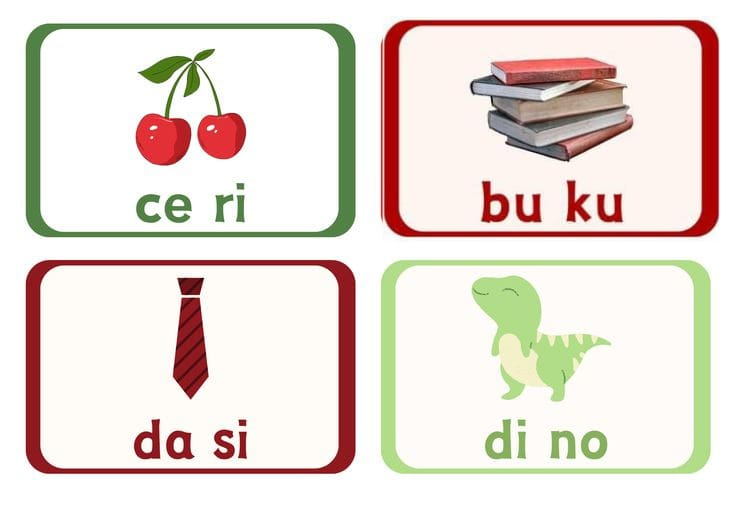 ce ri
bu ku
da si
di no